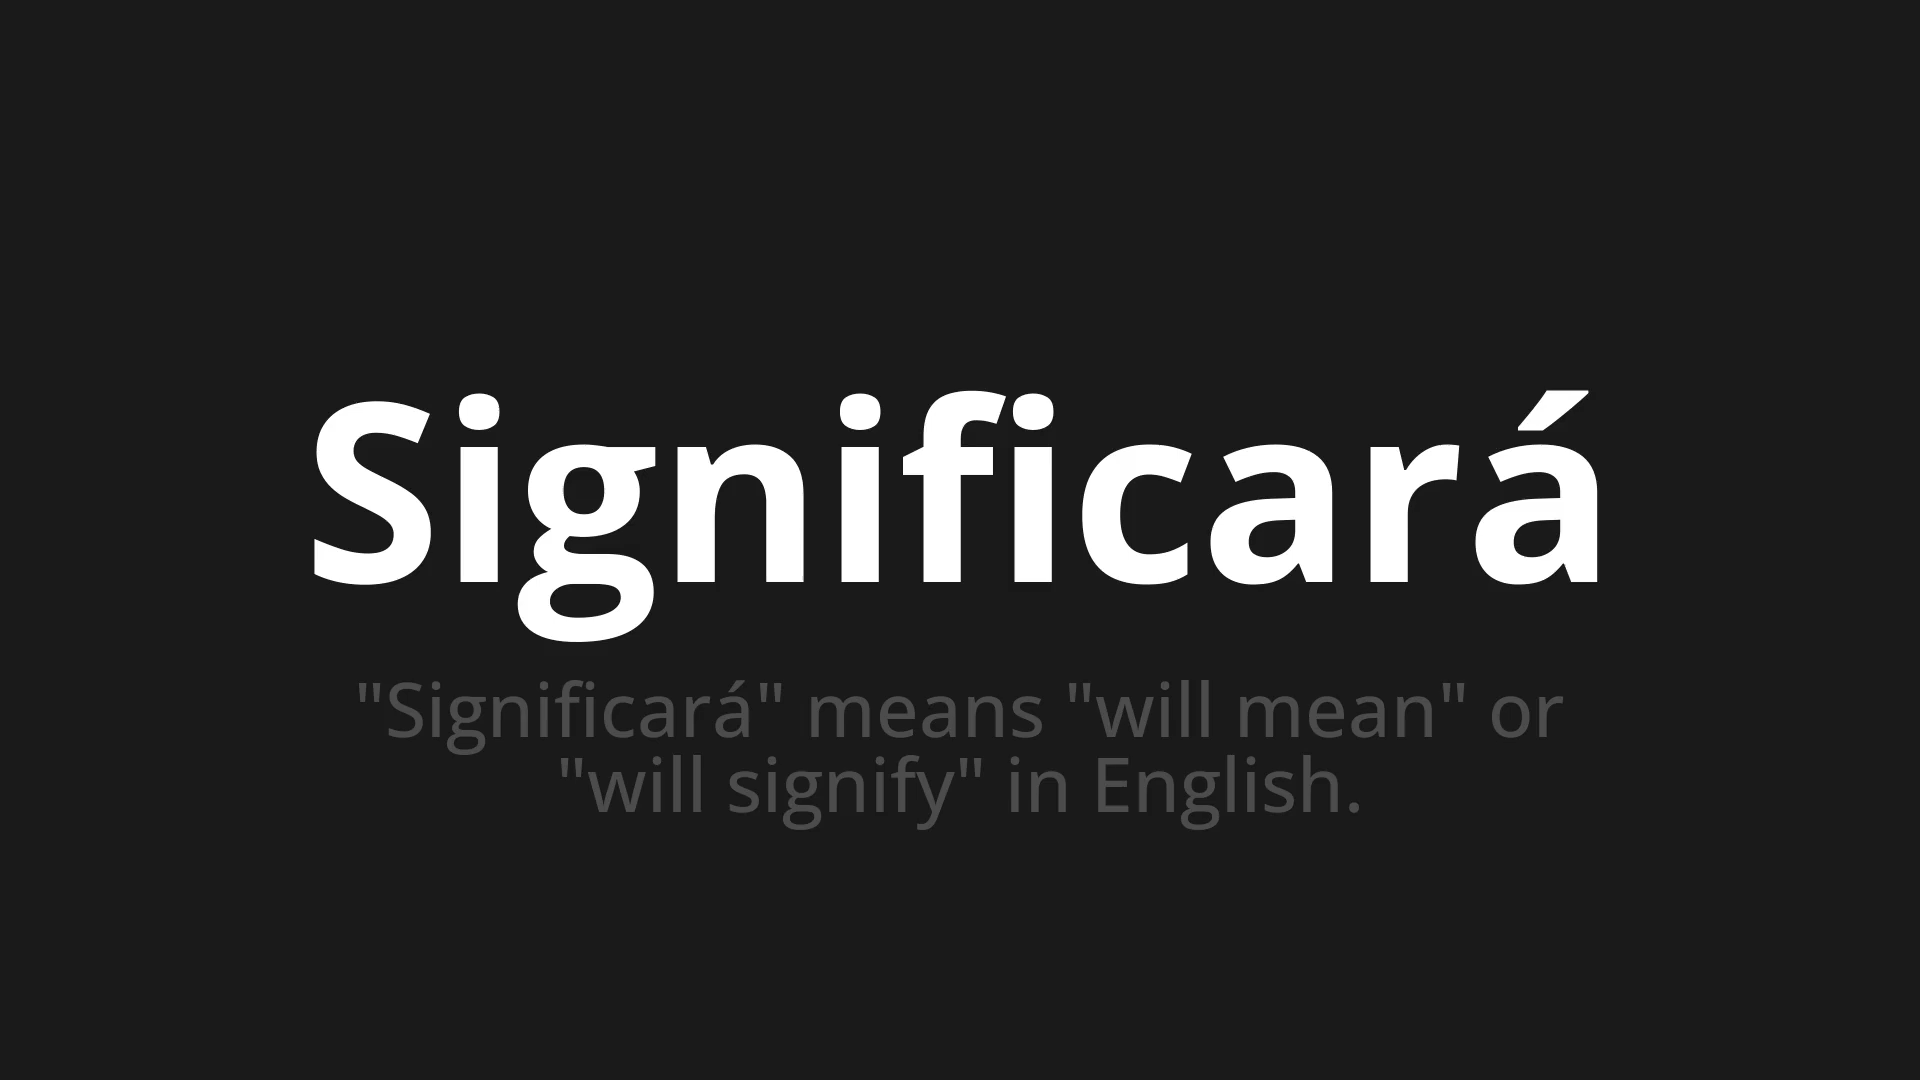 Significará
"Significará" means "will mean" or
"will signify" in English.